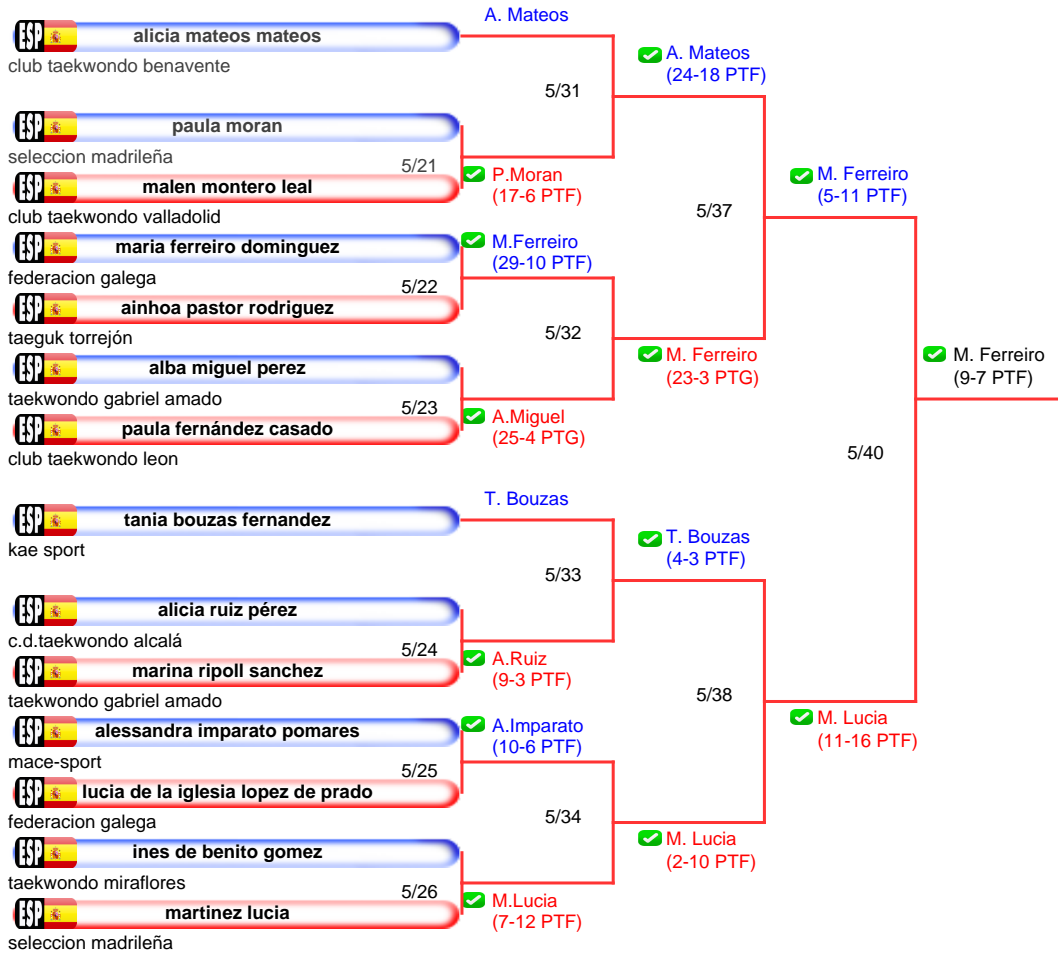 A. Mateos
ESP alicia mateos mateos
club taekwondo benavente
A. Mateos
(24-18 PTF)
5/31
ESP paula moran
seleccion madrileña
5/21
ESP malen montero leal
club taekwondo valladolid
P.Moran
(17-6 PTF)
M. Ferreiro
(5-11 PTF)
5/37
ESP maria ferreiro dominguez
federacion galega
M.Ferreiro
(29-10 PTF)
5/22
ESP ainhoa pastor rodriguez
taeguk torrejón
5/32
ESP alba miguel perez
taekwondo gabriel amado
M. Ferreiro
(23-3 PTG)
M. Ferreiro
(9-7 PTF)
5/23
ESP paula fernández casado
club taekwondo leon
A.Miguel
(25-4 PTG)
5/40
T. Bouzas
ESP tania bouzas fernandez
kae sport
T. Bouzas
(4-3 PTF)
5/33
ESP alicia ruiz pérez
c.d.taekwondo alcalá
5/24
ESP marina ripoll sanchez
taekwondo gabriel amado
A.Ruiz
(9-3 PTF)
5/38
ESP alessandra imparato pomares
mace-sport
A.Imparato
(10-6 PTF)
M. Lucia
(11-16 PTF)
5/25
ESP lucia de la iglesia lopez de prado
federacion galega
5/34
ESP ines de benito gomez
taekwondo miraflores
M. Lucia
(2-10 PTF)
5/26
ESP martinez lucia
seleccion madrileña
M.Lucia
(7-12 PTF)